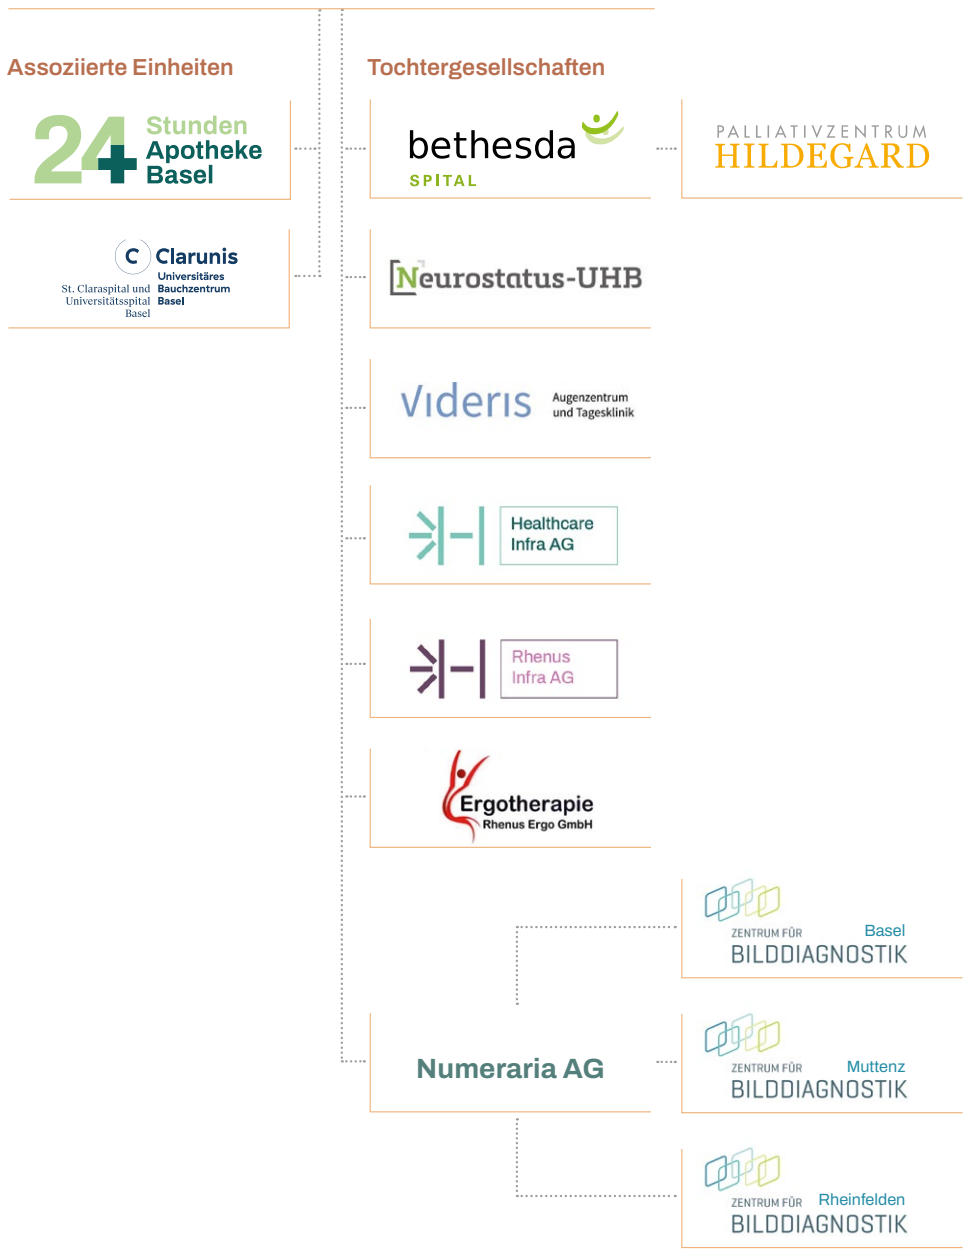 Assoziierte Einheiten
Tochtergesellschaften
24 Stunden
Apotheke
Basel
bethesda
SPITAL
PALLIATIVZENTRUM
HILDEGARD
C Clarunis
Universitäres
St. Claraspital und Bauchzentrum
Universitätsspital Basel
Basel
Neurostatus-UHB
Videris Augenzentrum
und Tagesklinik
Healthcare
Infra AG
Rhenus
Infra AG
Ergotherapie
Rhenus Ergo GmbH
ZENTRUM FÜR Basel
BILDDIAGNOSTIK
Numeraria AG
ZENTRUM FÜR Muttenz
BILDDIAGNOSTIK
ZENTRUM FÜR Rheinfelden
BILDDIAGNOSTIK